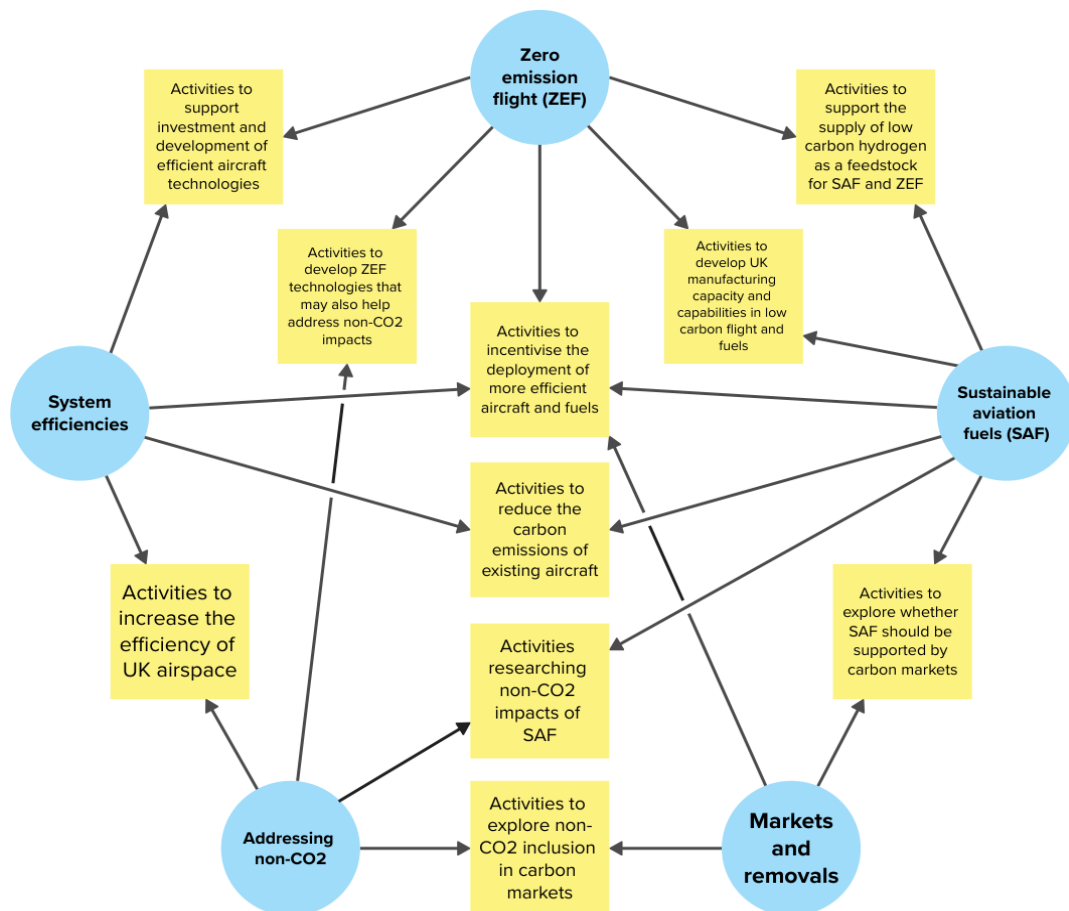 Zero
emission
flight (ZEF)
Activities to
support
investment and
development of
efficient aircraft
technologies
Activities to
support the
supply of low
carbon hydrogen
as a feedstock
for SAF and ZEF
Activities to
develop ZEF
technologies that
may also help
address non-CO2
impacts
Activities to
develop UK
manufacturing
capacity and
capabilities in low
carbon flight and
fuels
Activities to
incentivise the
deployment of
more efficient
aircraft and fuels
System
efficiencies
Sustainable
aviation
fuels (SAF)
Activities to
reduce the
carbon
emissions of
existing aircraft
Activities to
increase the
efficiency of
UK airspace
Activities to
explore whether
SAF should be
supported by
carbon markets
Activities
researching
non-CO2
impacts of
SAF
Addressing
non-CO2
Activities to
explore non-
CO2 inclusion
in carbon
markets
Markets
and
removals